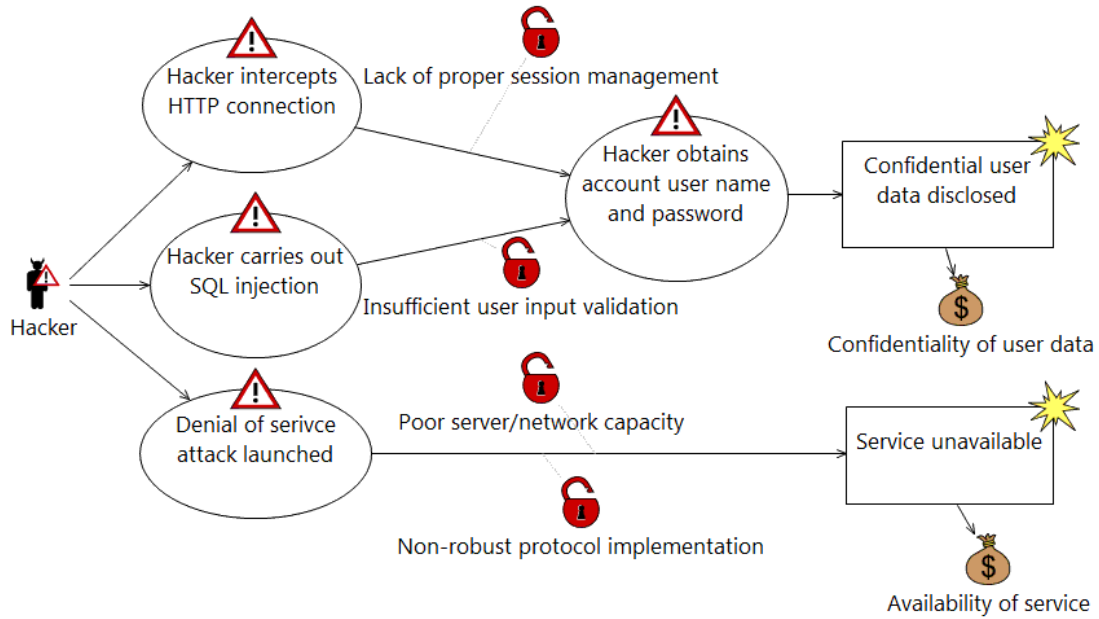 Hacker intercepts
HTTP connection
Lack of proper session management
Hacker obtains
account user name
and password
Confidential user
data disclosed
Hacker carries out
SQL injection
Insufficient user input validation
Hacker
$
Confidentiality of user data
Denial of serivce
attack launched
Poor server/network capacity
Service unavailable
Non-robust protocol implementation
$
Availability of service